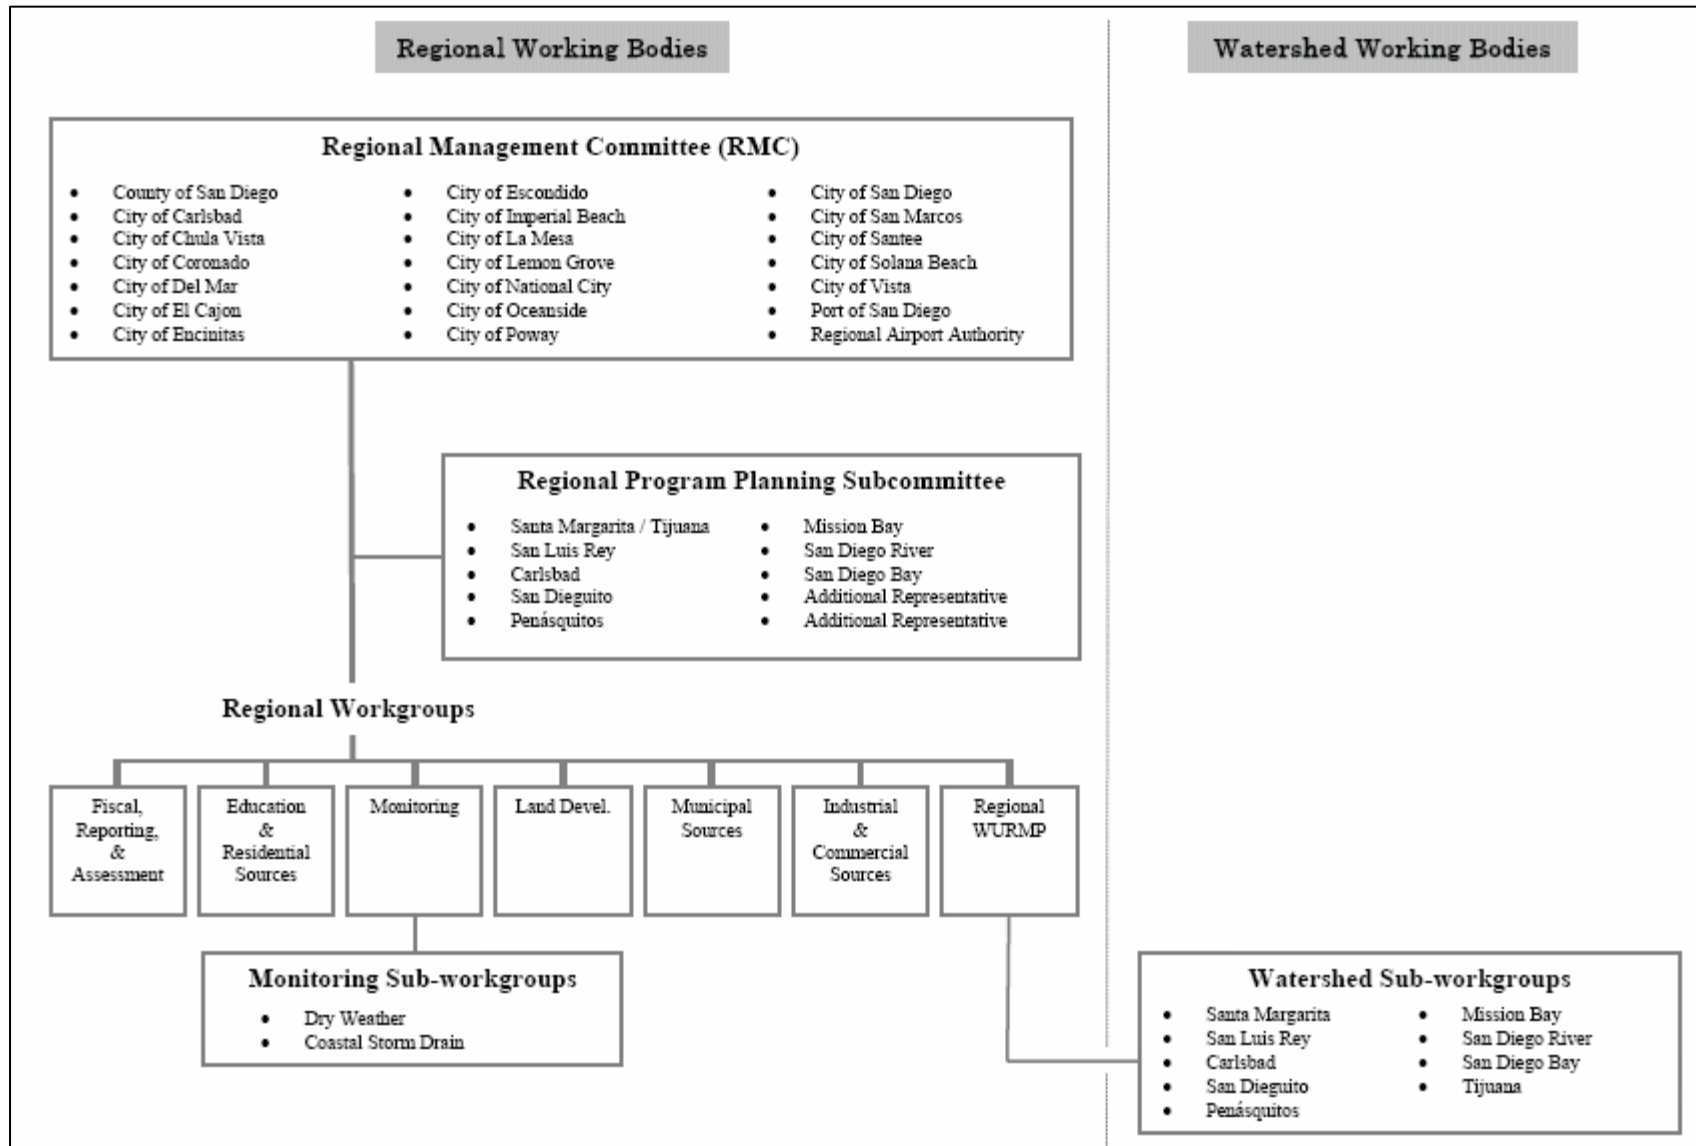 Regional Working Bodies
Watershed Working Bodies
Regional Management Committee (RMC)
• County of San Diego
• City of Carlsbad
• City of Chula Vista
• City of Coronado
• City of Del Mar
• City of El Cajon
• City of Encinitas
• City of Escondido
• City of Imperial Beach
• City of La Mesa
• City of Lemon Grove
• City of National City
• City of Oceanside
• City of Poway
• City of San Diego
• City of San Marcos
• City of Santee
• City of Solana Beach
• City of Vista
• Port of San Diego
• Regional Airport Authority
Regional Program Planning Subcommittee
• Santa Margarita / Tijuana
• San Luis Rey
• Carlsbad
• San Dieguito
• Penásquitos
• Mission Bay
• San Diego River
• San Diego Bay
• Additional Representative
• Additional Representative
Regional Workgroups
Fiscal,
Reporting,
&
Assessment
Education
&
Residential
Sources
Monitoring
Land Devel.
Municipal
Sources
Industrial
&
Commercial
Sources
Regional
WURMP
Monitoring Sub-workgroups
• Dry Weather
• Coastal Storm Drain
Watershed Sub-workgroups
• Santa Margarita
• San Luis Rey
• Carlsbad
• San Dieguito
• Penásquitos
• Mission Bay
• San Diego River
• San Diego Bay
• Tijuana